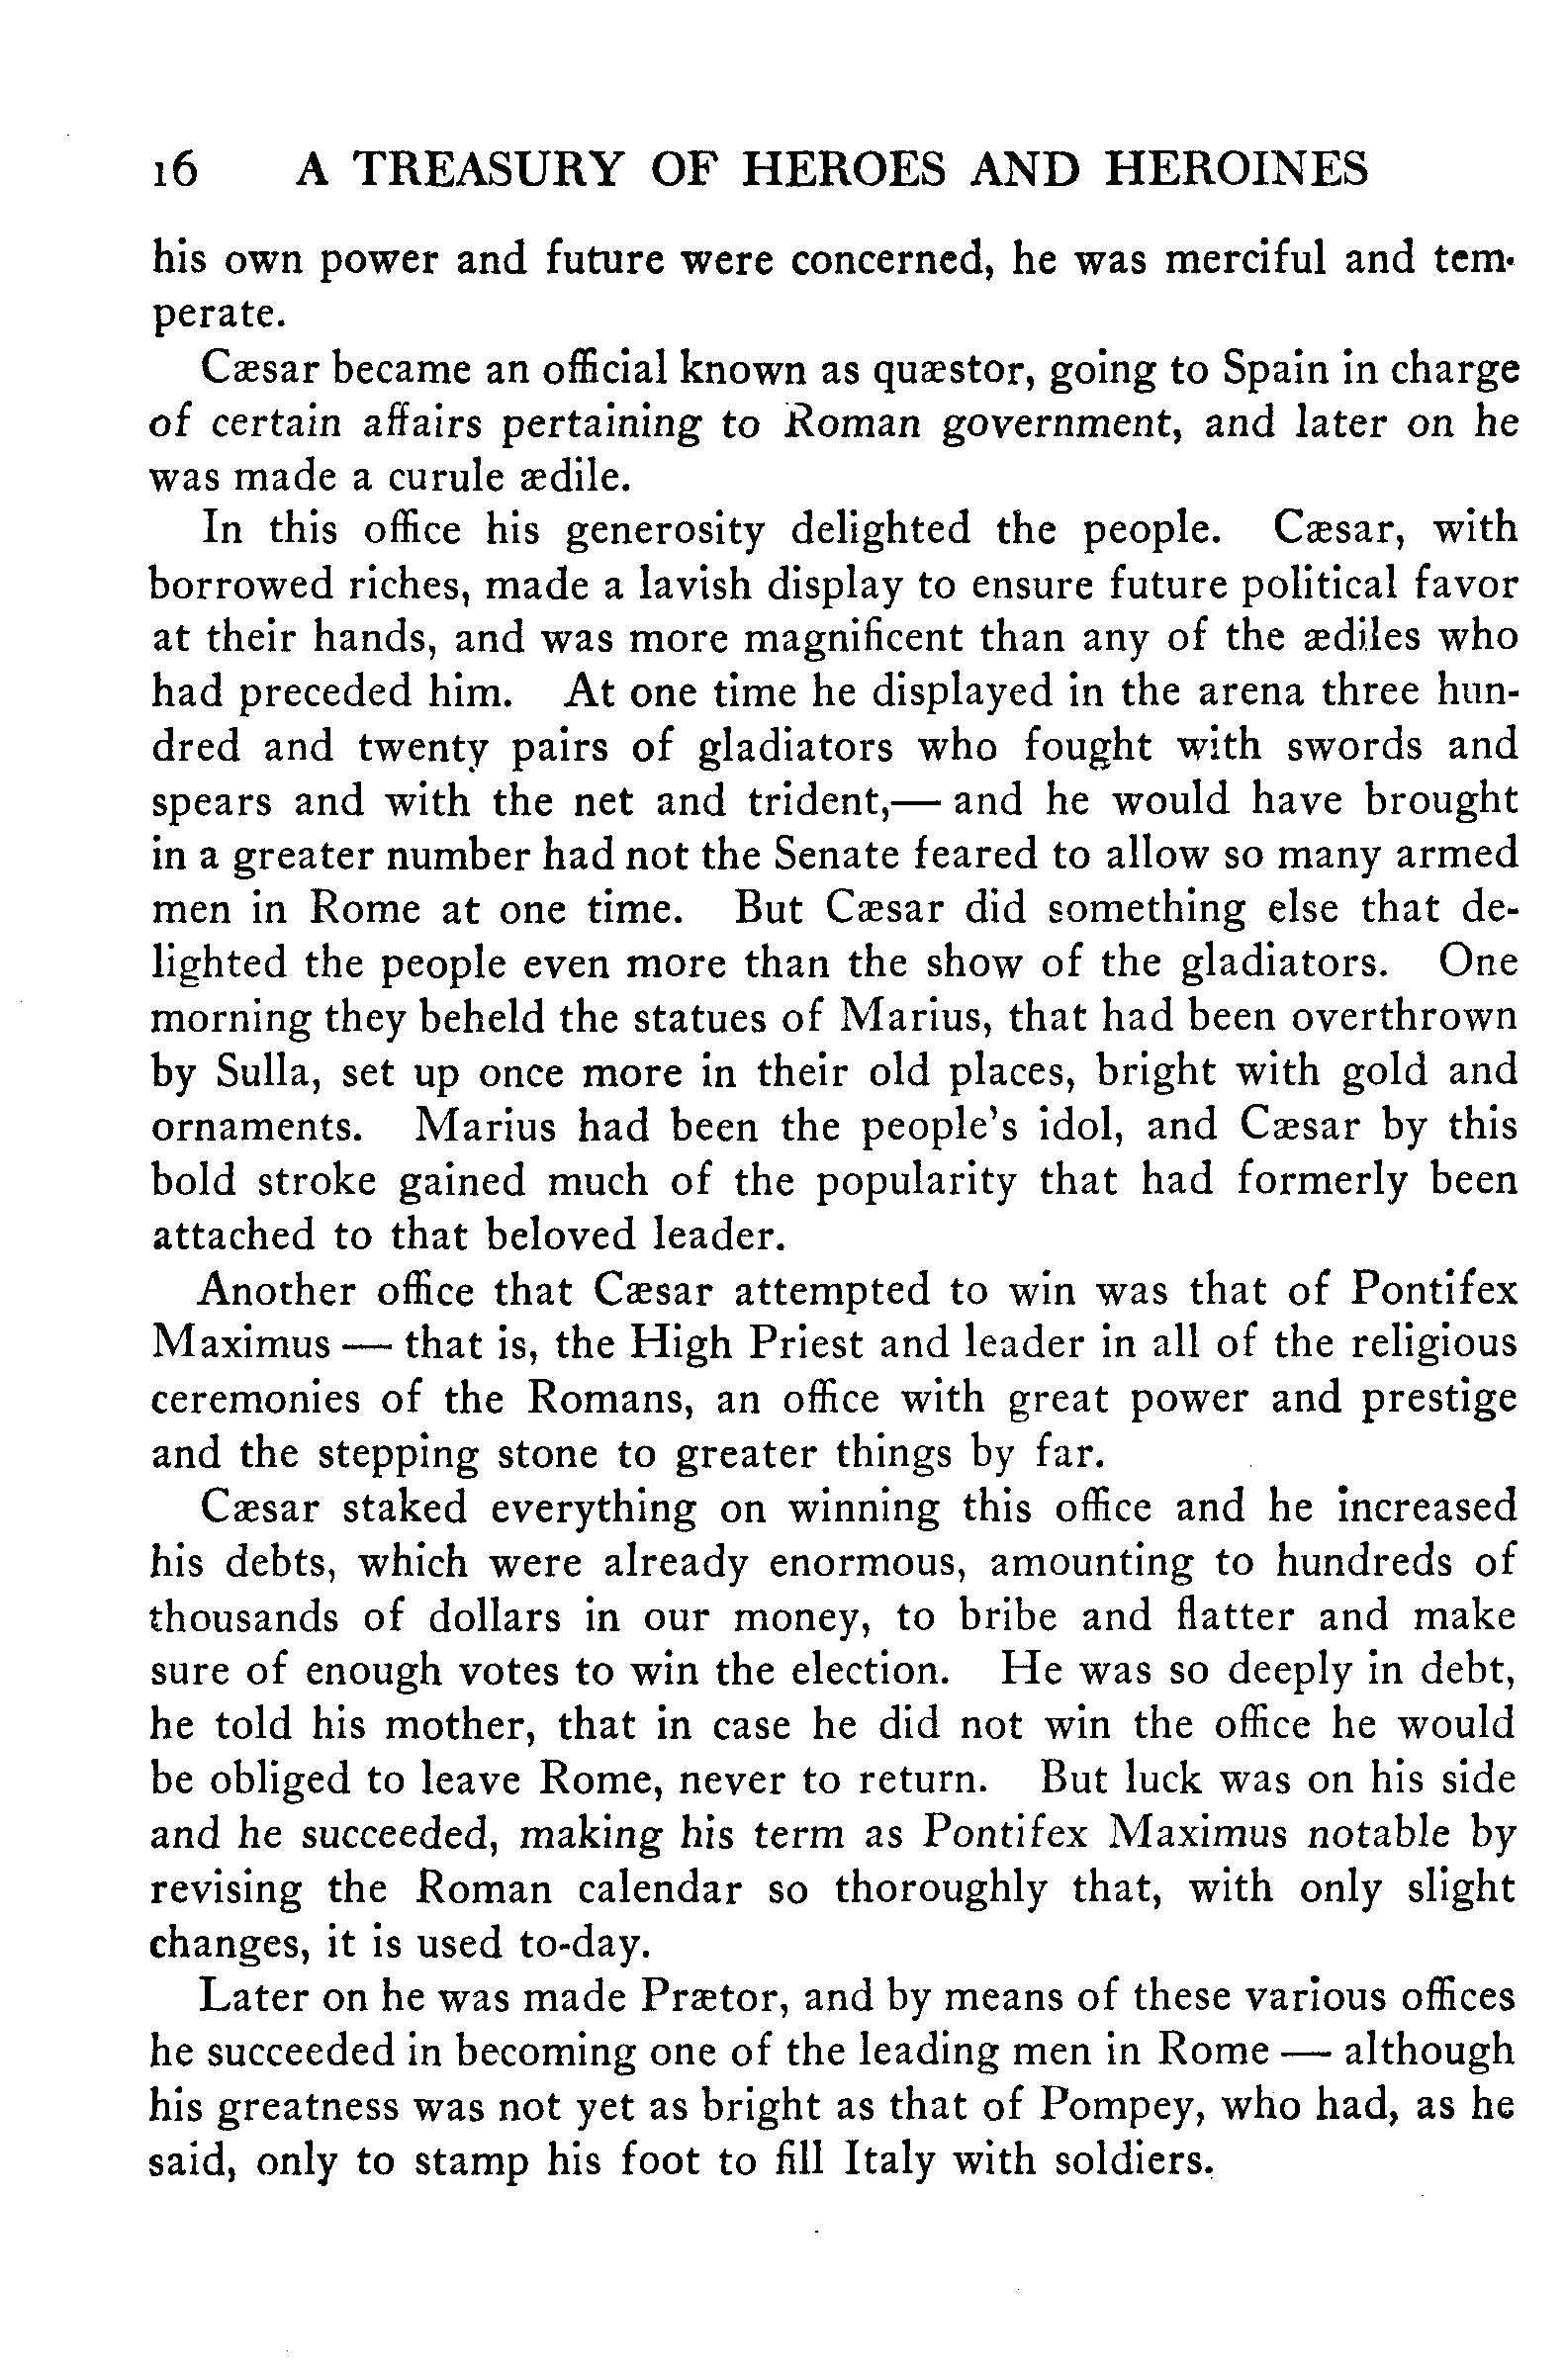 16 A TREASURY OF HEROES AND HEROINES
his own power and future were concerned, he was merciful and tem-
perate.
Cæsar became an official known as quæstor, going to Spain in charge
of certain affairs pertaining to Roman government, and later on he
was made a curule ædile.
In this office his generosity delighted the people. Cæsar, with
borrowed riches, made a lavish display to ensure future political favor
at their hands, and was more magnificent than any of the ædiles who
had preceded him. At one time he displayed in the arena three hun-
dred and twenty pairs of gladiators who fought with swords and
spears and with the net and trident,— and he would have brought
in a greater number had not the Senate feared to allow so many armed
men in Rome at one time. But Cæsar did something else that de-
lighted the people even more than the show of the gladiators. One
morning they beheld the statues of Marius, that had been overthrown
by Sulla, set up once more in their old places, bright with gold and
ornaments. Marius had been the people's idol, and Cæsar by this
bold stroke gained much of the popularity that had formerly been
attached to that beloved leader.
Another office that Cæsar attempted to win was that of Pontifex
Maximus — that is, the High Priest and leader in all of the religious
ceremonies of the Romans, an office with great power and prestige
and the stepping stone to greater things by far.
Cæsar staked everything on winning this office and he increased
his debts, which were already enormous, amounting to hundreds of
thousands of dollars in our money, to bribe and flatter and make
sure of enough votes to win the election. He was so deeply in debt,
he told his mother, that in case he did not win the office he would
be obliged to leave Rome, never to return. But luck was on his side
and he succeeded, making his term as Pontifex Maximus notable by
revising the Roman calendar so thoroughly that, with only slight
changes, it is used to-day.
Later on he was made Prætor, and by means of these various offices
he succeeded in becoming one of the leading men in Rome — although
his greatness was not yet as bright as that of Pompey, who had, as he
said, only to stamp his foot to fill Italy with soldiers.